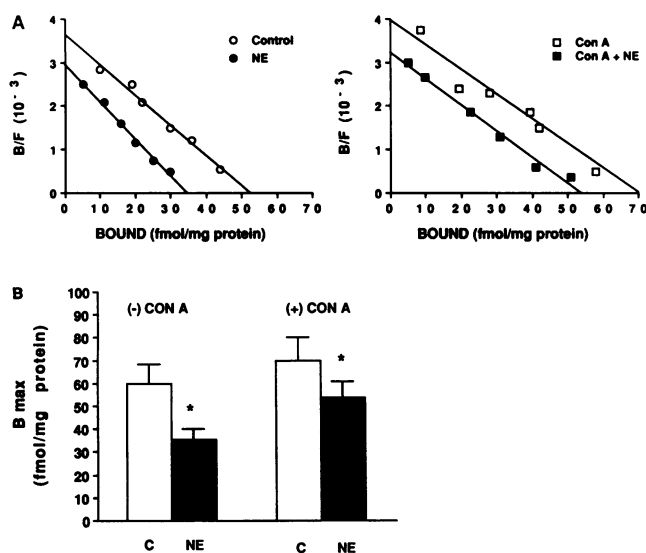 A
B/F (10⁻³)
4
3
2
1
0
Control
NE
0 10 20 30 40 50 60 70
BOUND (fmol/mg protein)
B/F (10⁻³)
4
3
2
1
0
Con A
Con A + NE
0 10 20 30 40 50 60 70
BOUND (fmol/mg protein)
B
B max
(fmol/mg protein)
100
90
80
70
60
50
40
30
20
10
0
(-) CON A
(+) CON A
*
*
C NE C NE